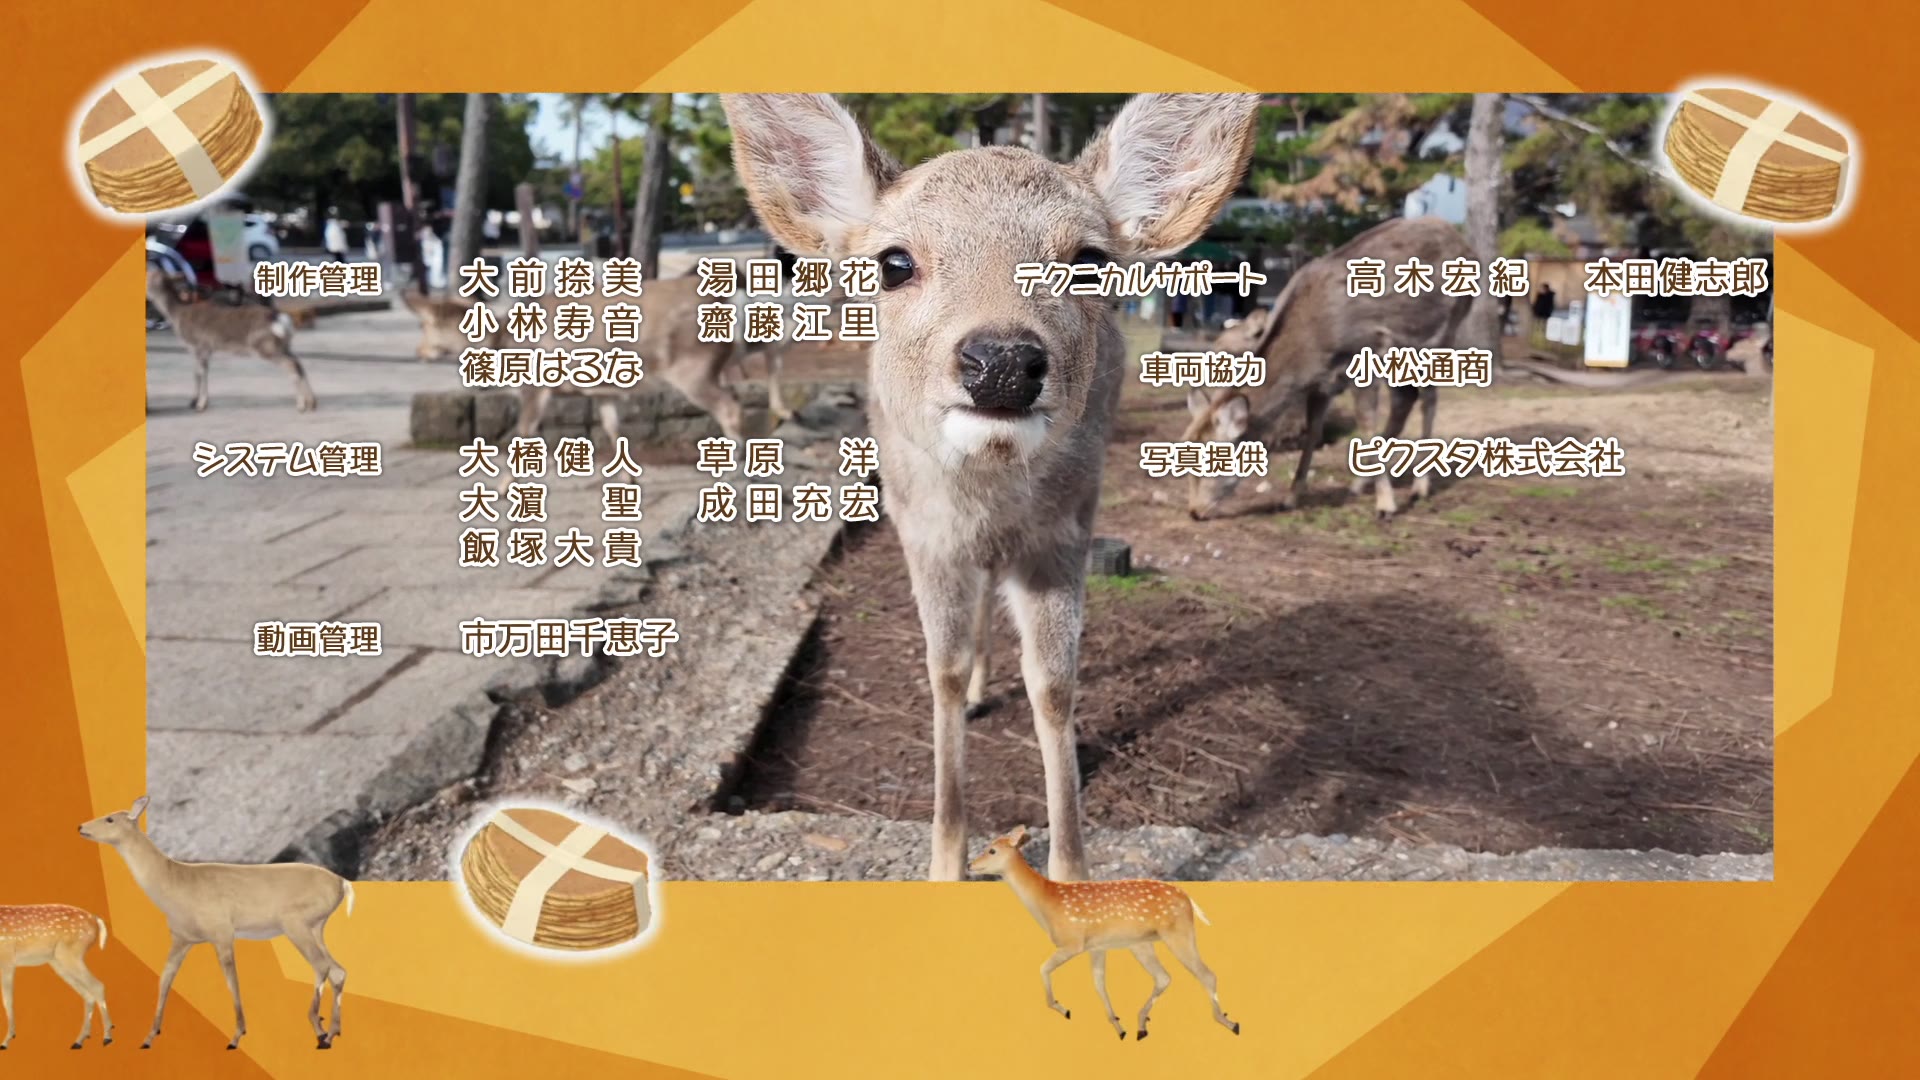 制作管理 大前捺美 湯田郷花
小林寿音 齋藤江里
篠原はるな
システム管理 大橋健人 草原洋
大濵聖 成田充宏
飯塚大貴
動画管理 市万田千恵子
テクニカルサポート 高木宏紀 本田健志郎
車両協力 小松通商
写真提供 ピクスタ株式会社